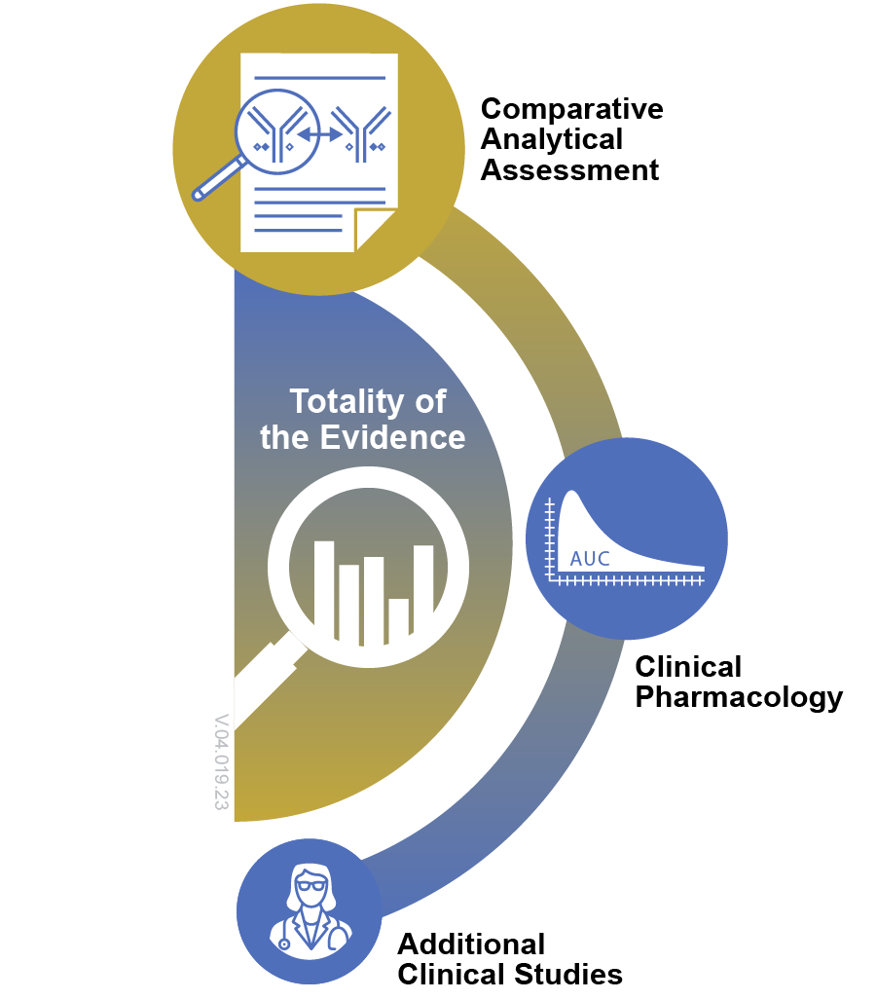 Comparative
Analytical
Assessment
Totality of
the Evidence
AUC
Clinical
Pharmacology
V.04.019.23
Additional
Clinical Studies